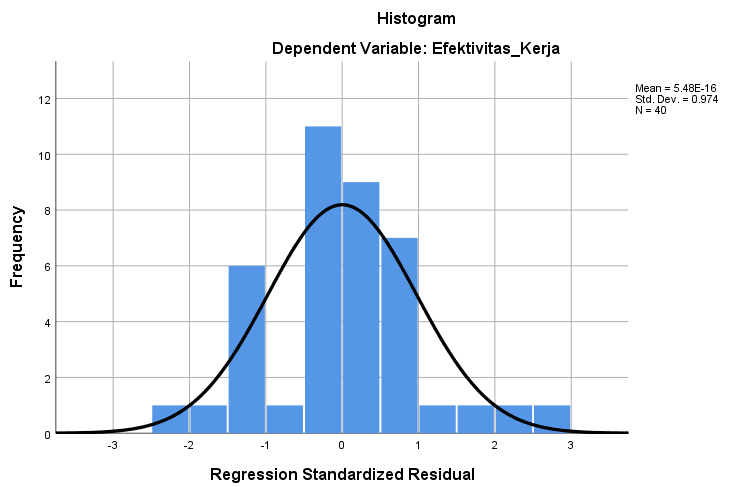 Histogram
Dependent Variable: Efektivitas_Kerja
Mean = 5.48E-16
Std. Dev. = 0.974
N = 40
Frequency
12
10
8
6
4
2
0
-3
-2
-1
0
1
2
3
Regression Standardized Residual